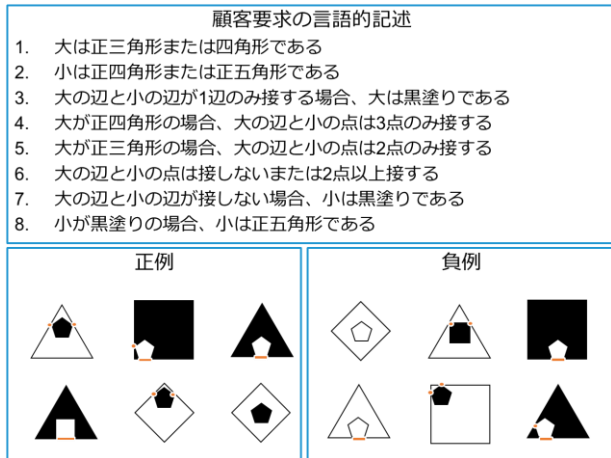 顧客要求の言語的記述
1. 大は正三角形または四角形である
2. 小は正四角形または正五角形である
3. 大の辺と小の辺が1辺のみ接する場合、大は黒塗りである
4. 大が正四角形の場合、大の辺と小の点は3点のみ接する
5. 大が正三角形の場合、大の辺と小の点は2点のみ接する
6. 大の辺と小の点は接しないまたは2点以上接する
7. 大の辺と小の辺が接しない場合、小は黒塗りである
8. 小が黒塗りの場合、小は正五角形である
正例
負例